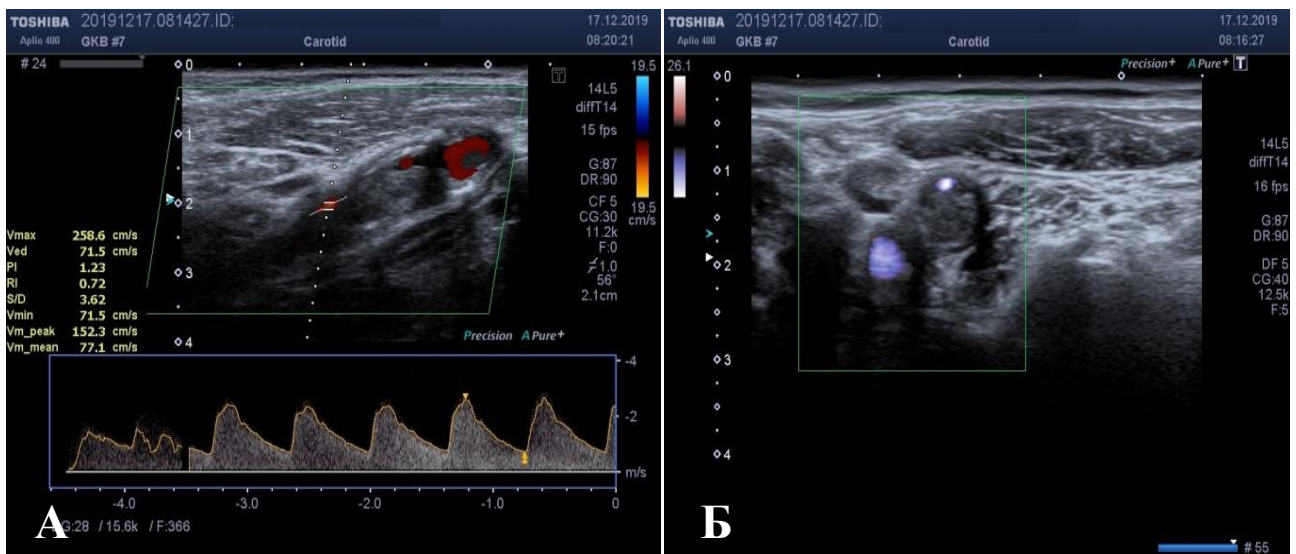 TOSHIBA 20191217.081427.ID: 17.12.2019
Aplio 400 GKB #7 Carotid 08:20:21
# 24
0
1
2
3
4
T
19.5
19.5
cm/s
14L5
diffT14
15 fps
G:87
DR:90
CF 5
CG:30
11.2k
F:0
1.0
56°
2.1cm
Vmax 258.6 cm/s
Ved 71.5 cm/s
PI 1.23
RI 0.72
S/D 3.62
Vmin 71.5 cm/s
Vm_peak 152.3 cm/s
Vm_mean 77.1 cm/s
Precision A Pure+
-4
-2
m/s
-4.0 -3.0 -2.0 -1.0 0
G:28 / 15.6k / F:366
А
TOSHIBA 20191217.081427.ID: 17.12.2019
Aplio 400 GKB #7 Carotid 08:16:27
Precision+ A Pure+ T
26.1
0
1
2
3
4
14L5
diffT14
16 fps
G:87
DR:90
DF 5
CG:40
12.5k
F:5
Б
# 55